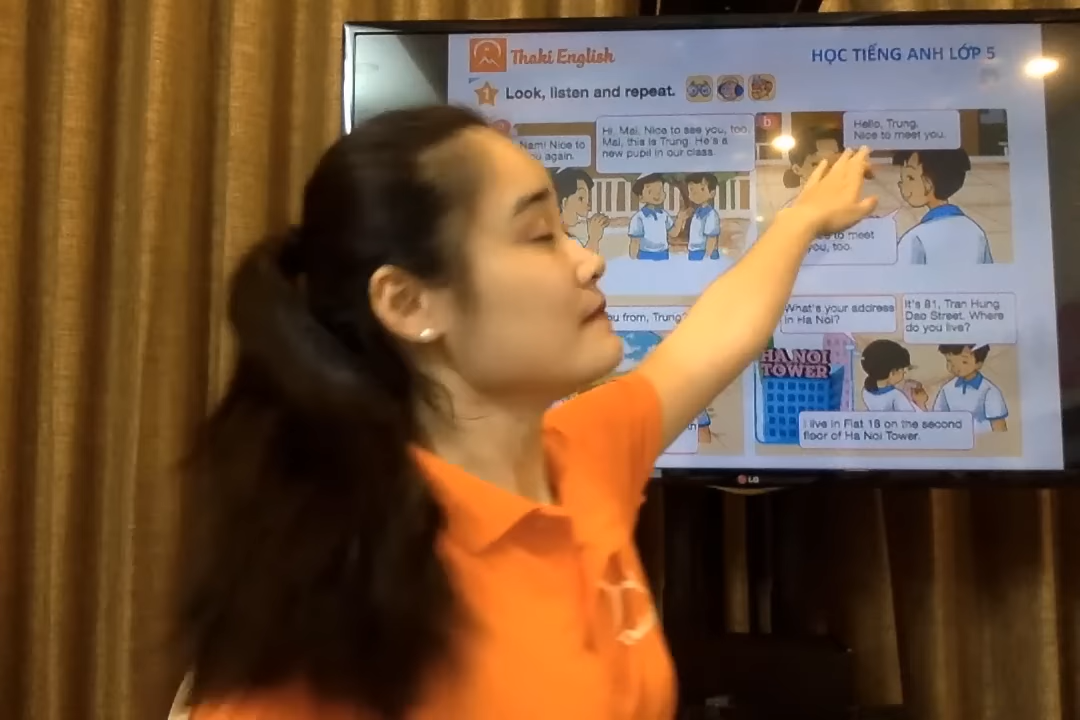 Thaki English
HỌC TIẾNG ANH LỚP 5
1
Look, listen and repeat.
Nam! Nice to
again.
Hi, Mai. Nice to see you, too.
Mai, this is Trung. He's a
new pupil in our class.
b
Hello, Trung.
Nice to meet you.
to meet
you, too.
from, Trung?
What's your address
in Ha Noi?
It's 81, Tran Hung
Dao Street. Where
do you live?
HA NOI
TOWER
I live in Flat 18 on the second
floor of Ha Noi Tower.
LG